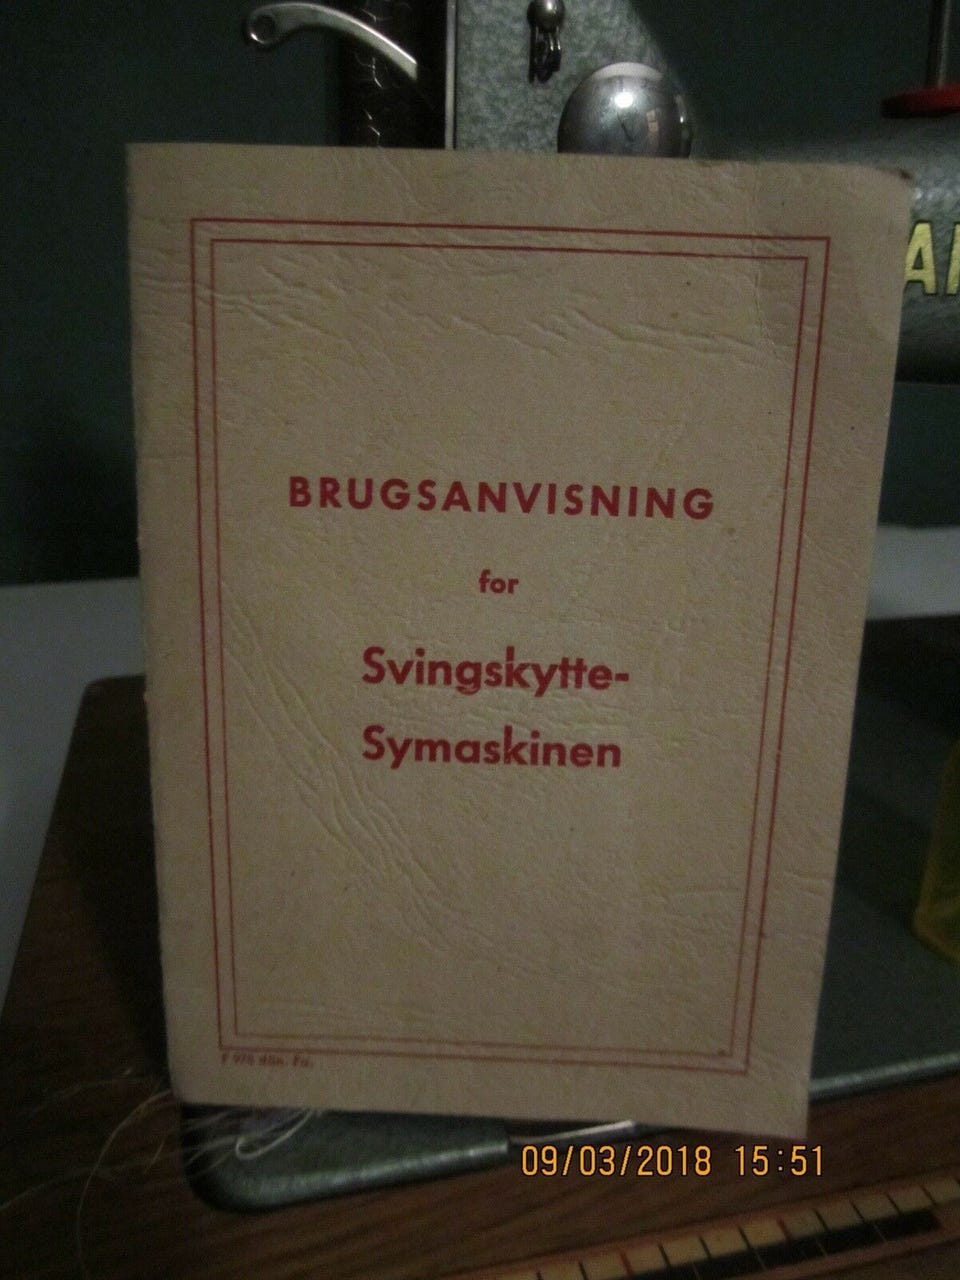 BRUGSANVISNING
for
Svingskytte-
Symaskinen
09/03/2018 15:51